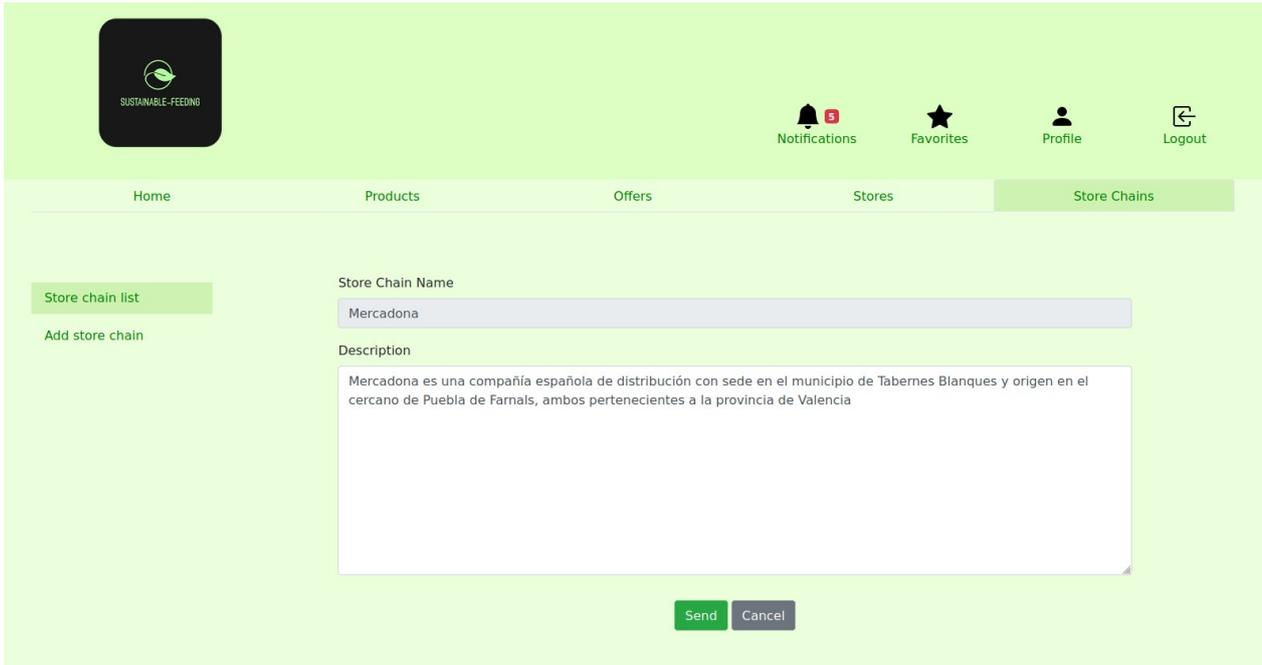 SUSTAINABLE-FEEDING
5
Notifications
Favorites
Profile
Logout
Home
Products
Offers
Stores
Store Chains
Store chain list
Add store chain
Store Chain Name
Mercadona
Description
Mercadona es una compañía española de distribución con sede en el municipio de Tabernes Blanques y origen en el
cercano de Puebla de Farnals, ambos pertenecientes a la provincia de Valencia
Send
Cancel